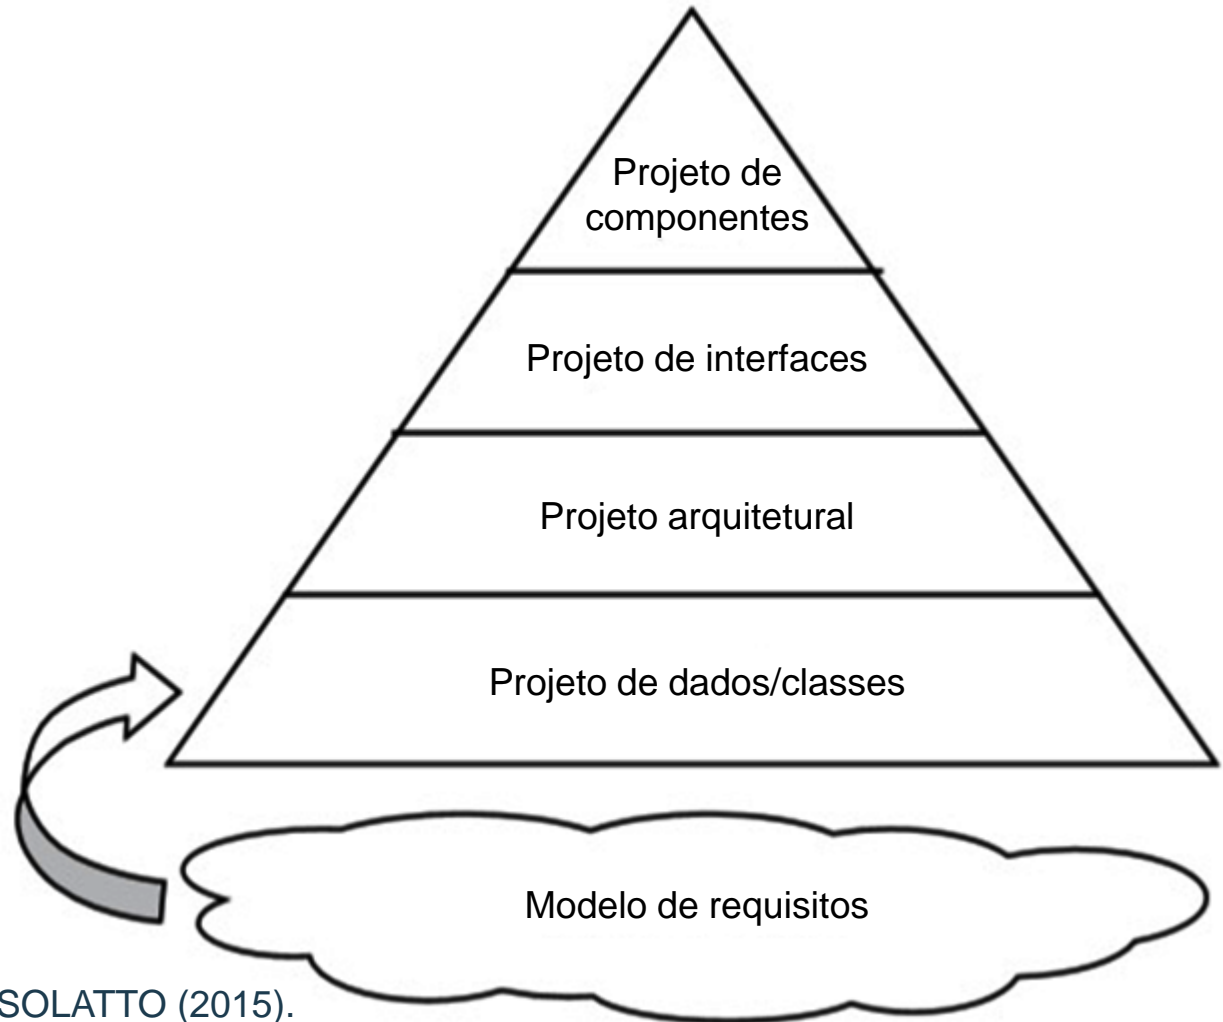 Projeto de
componentes
Projeto de interfaces
Projeto arquitetural
Projeto de dados/classes
Modelo de requisitos
SOLATTO (2015).